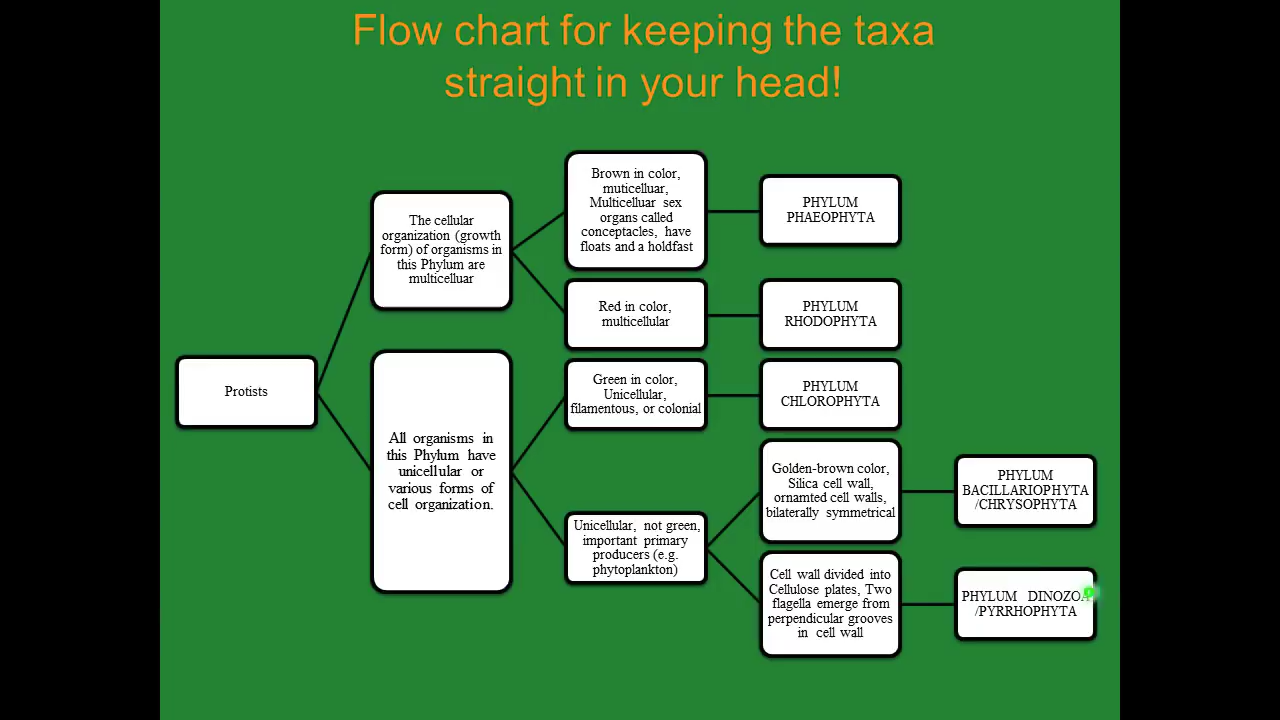 Flow chart for keeping the taxa
straight in your head!
Protists
The cellular
organization (growth
form) of organisms in
this Phylum are
multicelluar
All organisms in
this Phylum have
unicellular or
various forms of
cell organization.
Brown in color,
muticelluar,
Multicelluar sex
organs called
conceptacles, have
floats and a holdfast
PHYLUM
PHAEOPHYTA
Red in color,
multicellular
PHYLUM
RHODOPHYTA
Green in color,
Unicellular,
filamentous, or colonial
PHYLUM
CHLOROPHYTA
Unicellular, not green,
important primary
producers (e.g.
phytoplankton)
Golden-brown color,
Silica cell wall,
ornamted cell walls,
bilaterally symmetrical
PHYLUM
BACILLARIOPHYTA
/CHRYSOPHYTA
Cell wall divided into
Cellulose plates, Two
flagella emerge from
perpendicular grooves
in cell wall
PHYLUM DINOZOA
/PYRRHOPHYTA